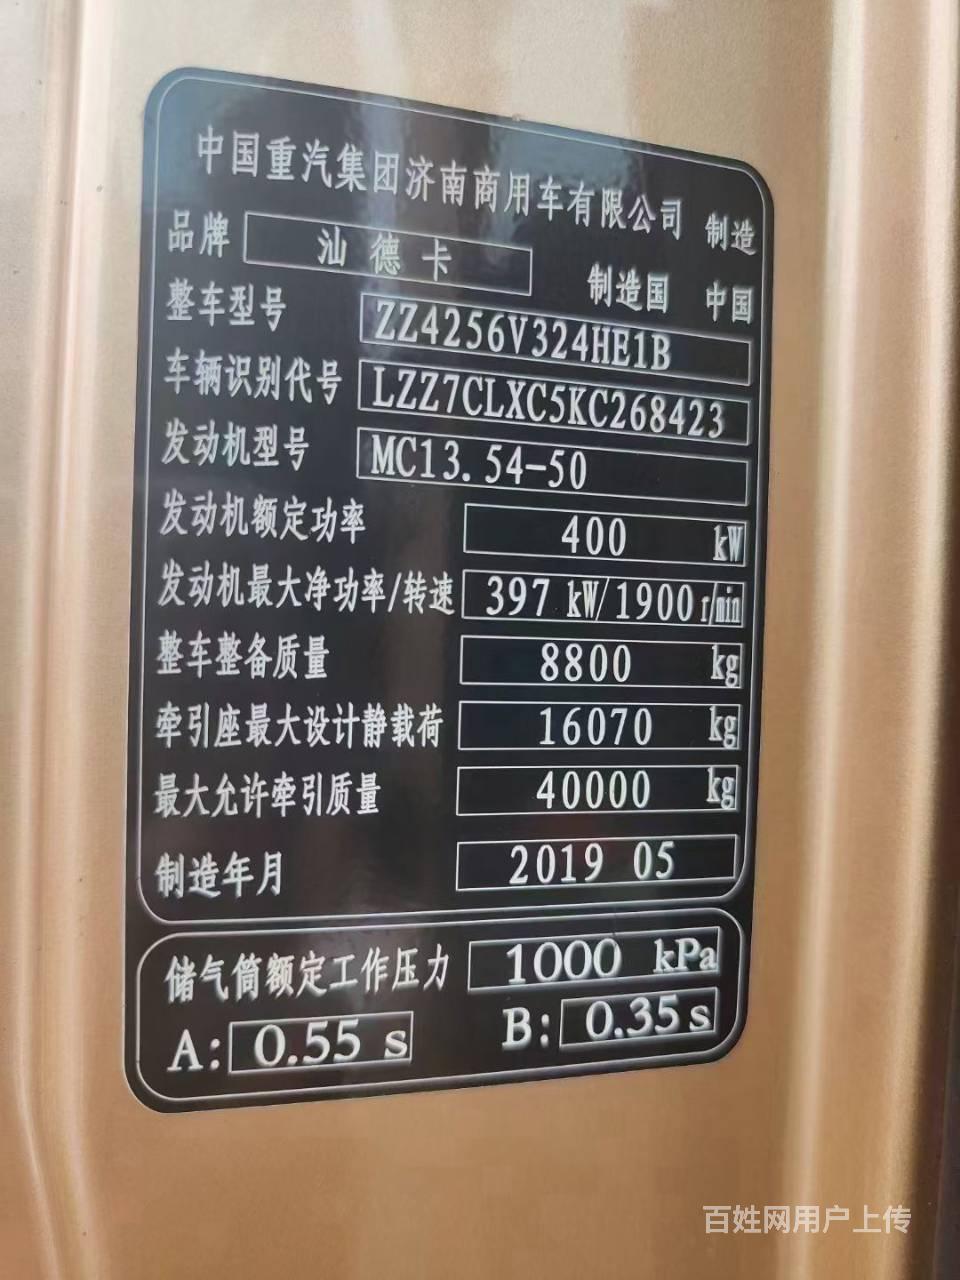 中国重汽集团济南商用车有限公司 制造
品牌 汕德卡 制造国 中国
整车型号 ZZ4256V324HE1B
车辆识别代号 LZZ7CLXC5KC268423
发动机型号 MC13.54-50
发动机额定功率 400 kW
发动机最大净功率/转速 397 kW/1900 r/min
整车整备质量 8800 kg
牵引座最大设计静载荷 16070 kg
最大允许牵引质量 40000 kg
制造年月 2019 05
储气筒额定工作压力 1000 kPa
A: 0.55 s B: 0.35 s
百姓网用户上传